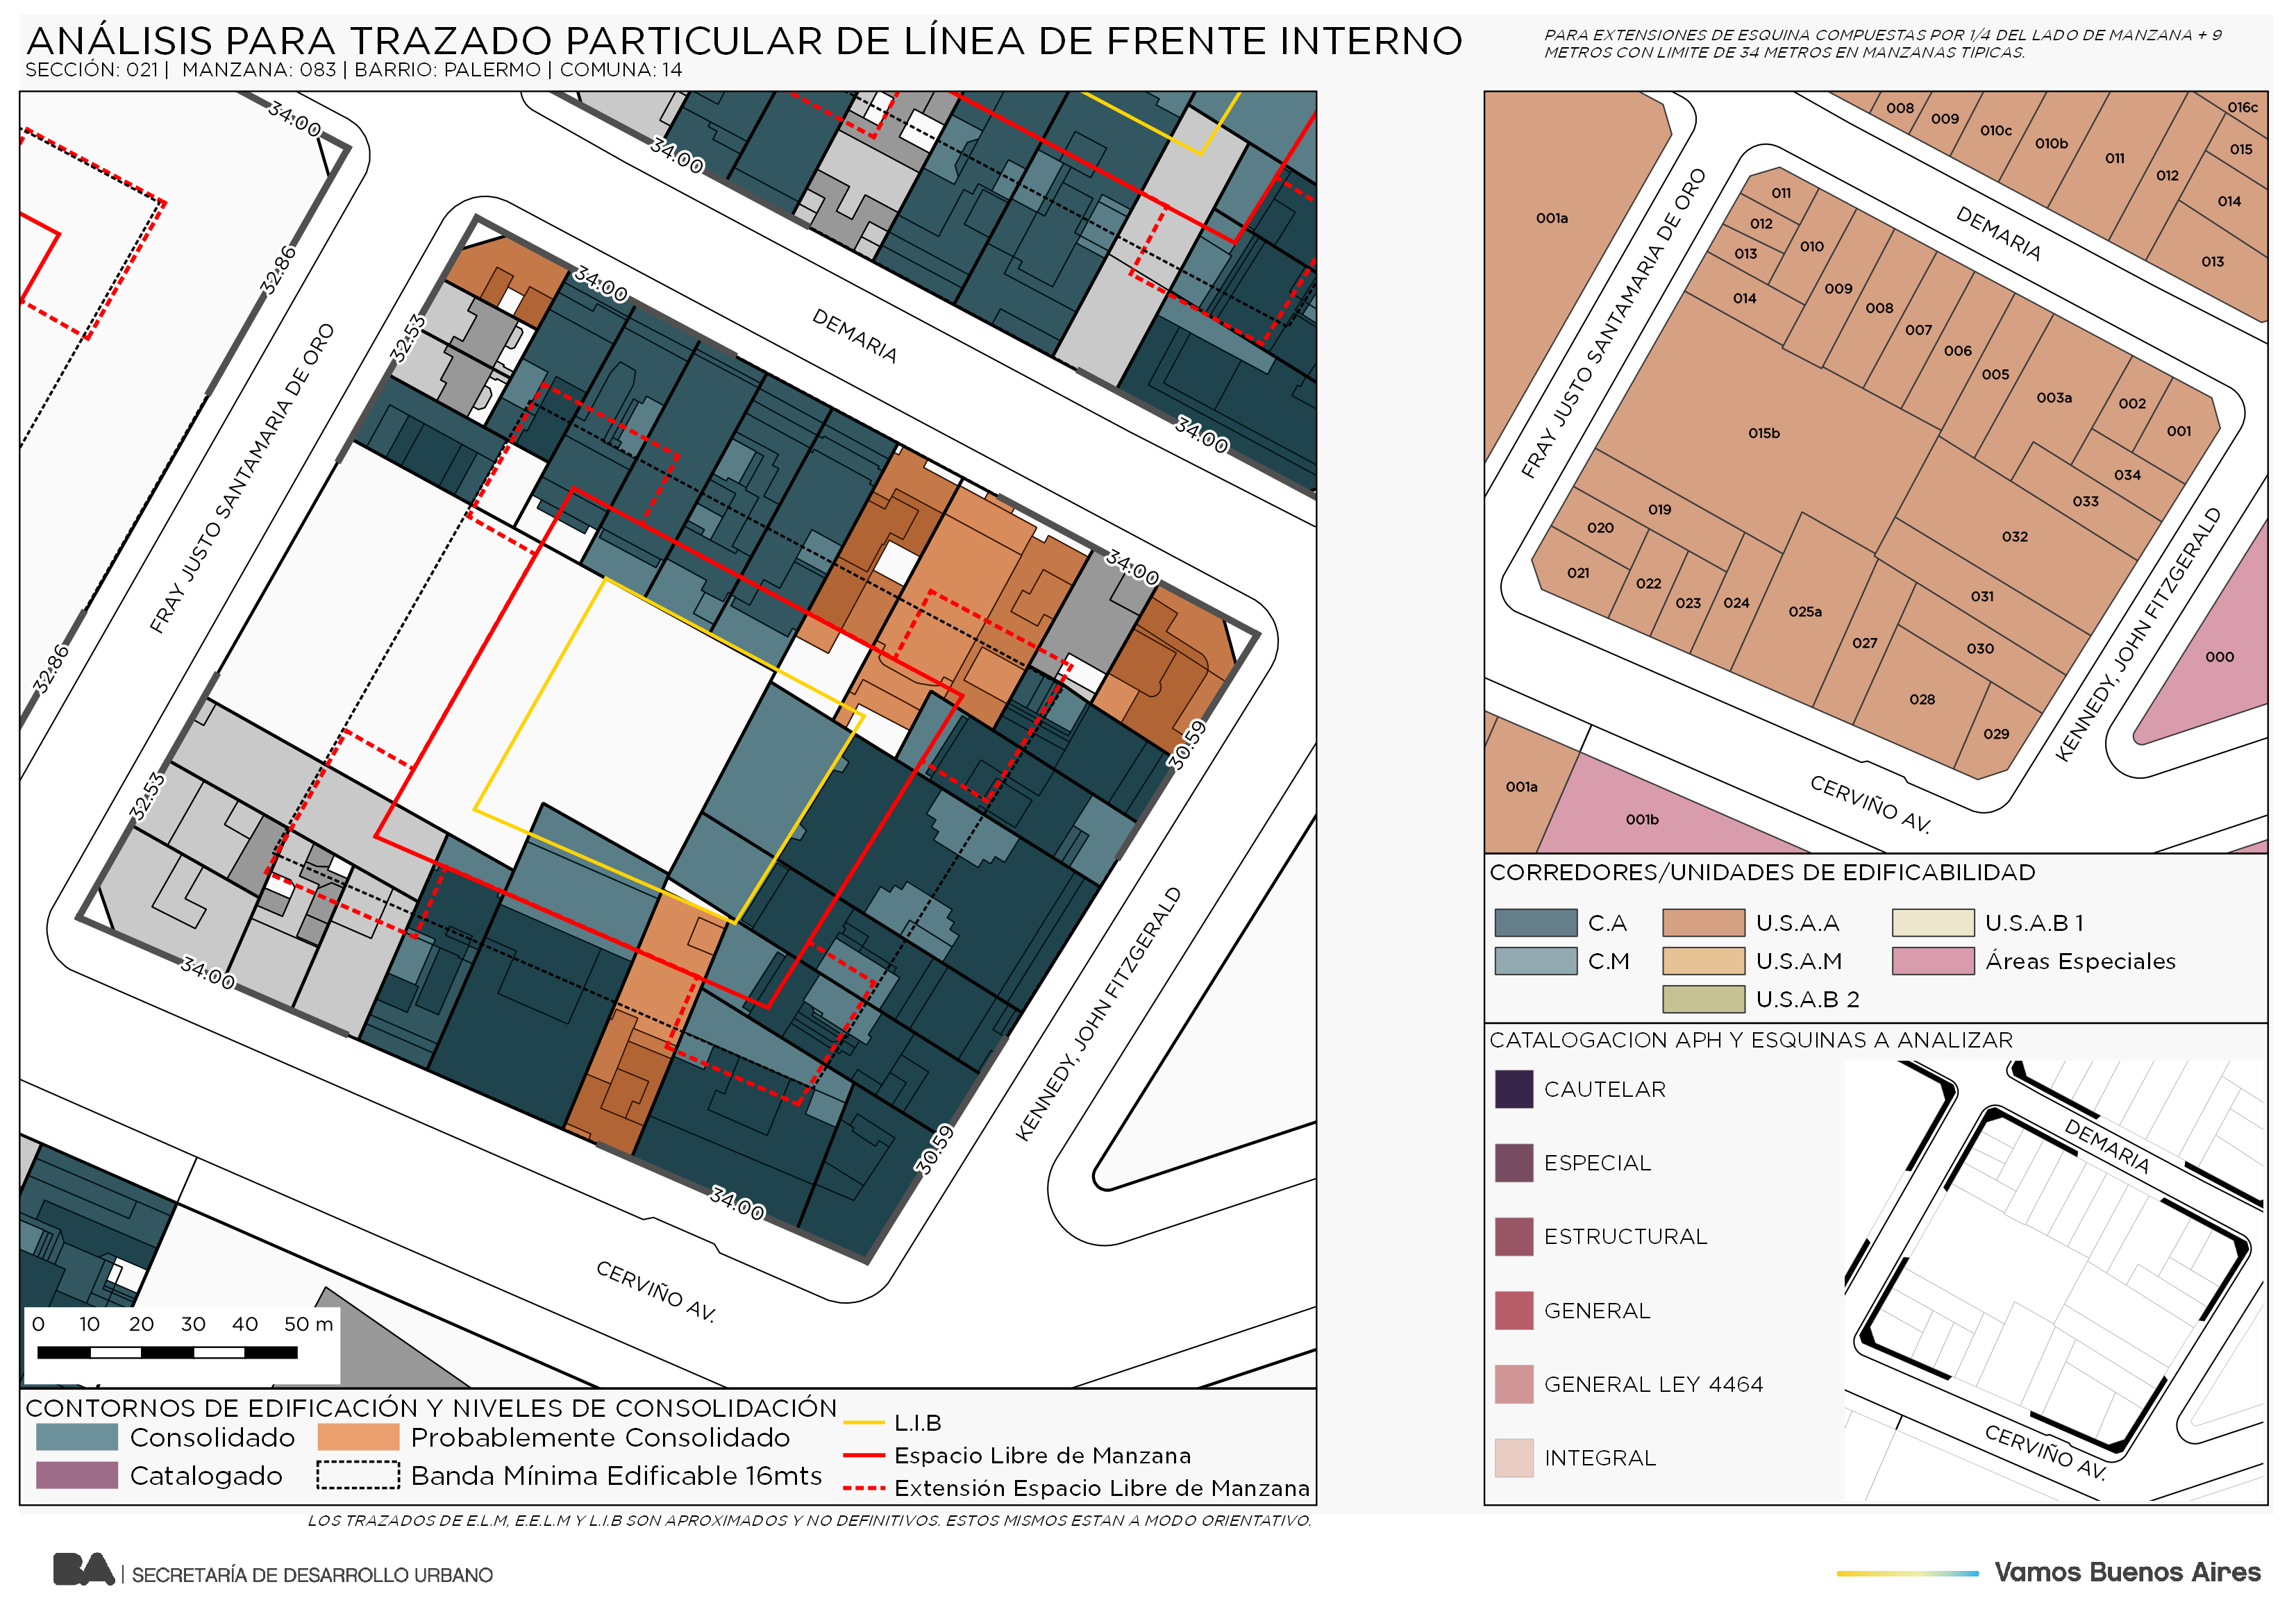 ANÁLISIS PARA TRAZADO PARTICULAR DE LÍNEA DE FRENTE INTERNO
SECCIÓN: 021 | MANZANA: 083 | BARRIO: PALERMO | COMUNA: 14
PARA EXTENSIONES DE ESQUINA COMPUESTAS POR 1/4 DEL LADO DE MANZANA + 9
METROS CON LIMITE DE 34 METROS EN MANZANAS TIPICAS.
34.00
34.00
32.86
34.00
32.53
DEMARIA
34.00
FRAY JUSTO SANTAMARIA DE ORO
34.00
32.86
30.59
32.53
34.00
KENNEDY, JOHN FITZGERALD
30.59
34.00
CERVIÑO AV.
0 10 20 30 40 50 m
CONTORNOS DE EDIFICACIÓN Y NIVELES DE CONSOLIDACIÓN
Consolidado
Probablemente Consolidado
Catalogado
Banda Mínima Edificable 16mts
L.I.B
Espacio Libre de Manzana
Extensión Espacio Libre de Manzana
LOS TRAZADOS DE E.L.M, E.E.L.M Y L.I.B SON APROXIMADOS Y NO DEFINITIVOS. ESTOS MISMOS ESTAN A MODO ORIENTATIVO.
008
009
010c
010b
011
012
016c
015
014
013
001a
DEMARIA
FRAY JUSTO SANTAMARIA DE ORO
011
012
013
014
010
009
008
007
006
005
003a
002
001
034
033
015b
032
019
020
021
022
023
024
025a
031
030
027
028
029
000
KENNEDY, JOHN FITZGERALD
001a
001b
CERVIÑO AV.
CORREDORES/UNIDADES DE EDIFICABILIDAD
C.A
U.S.A.A
U.S.A.B 1
C.M
U.S.A.M
Áreas Especiales
U.S.A.B 2
CATALOGACION APH Y ESQUINAS A ANALIZAR
CAUTELAR
ESPECIAL
ESTRUCTURAL
GENERAL
GENERAL LEY 4464
INTEGRAL
DEMARIA
CERVIÑO AV.
BA | SECRETARÍA DE DESARROLLO URBANO
Vamos Buenos Aires